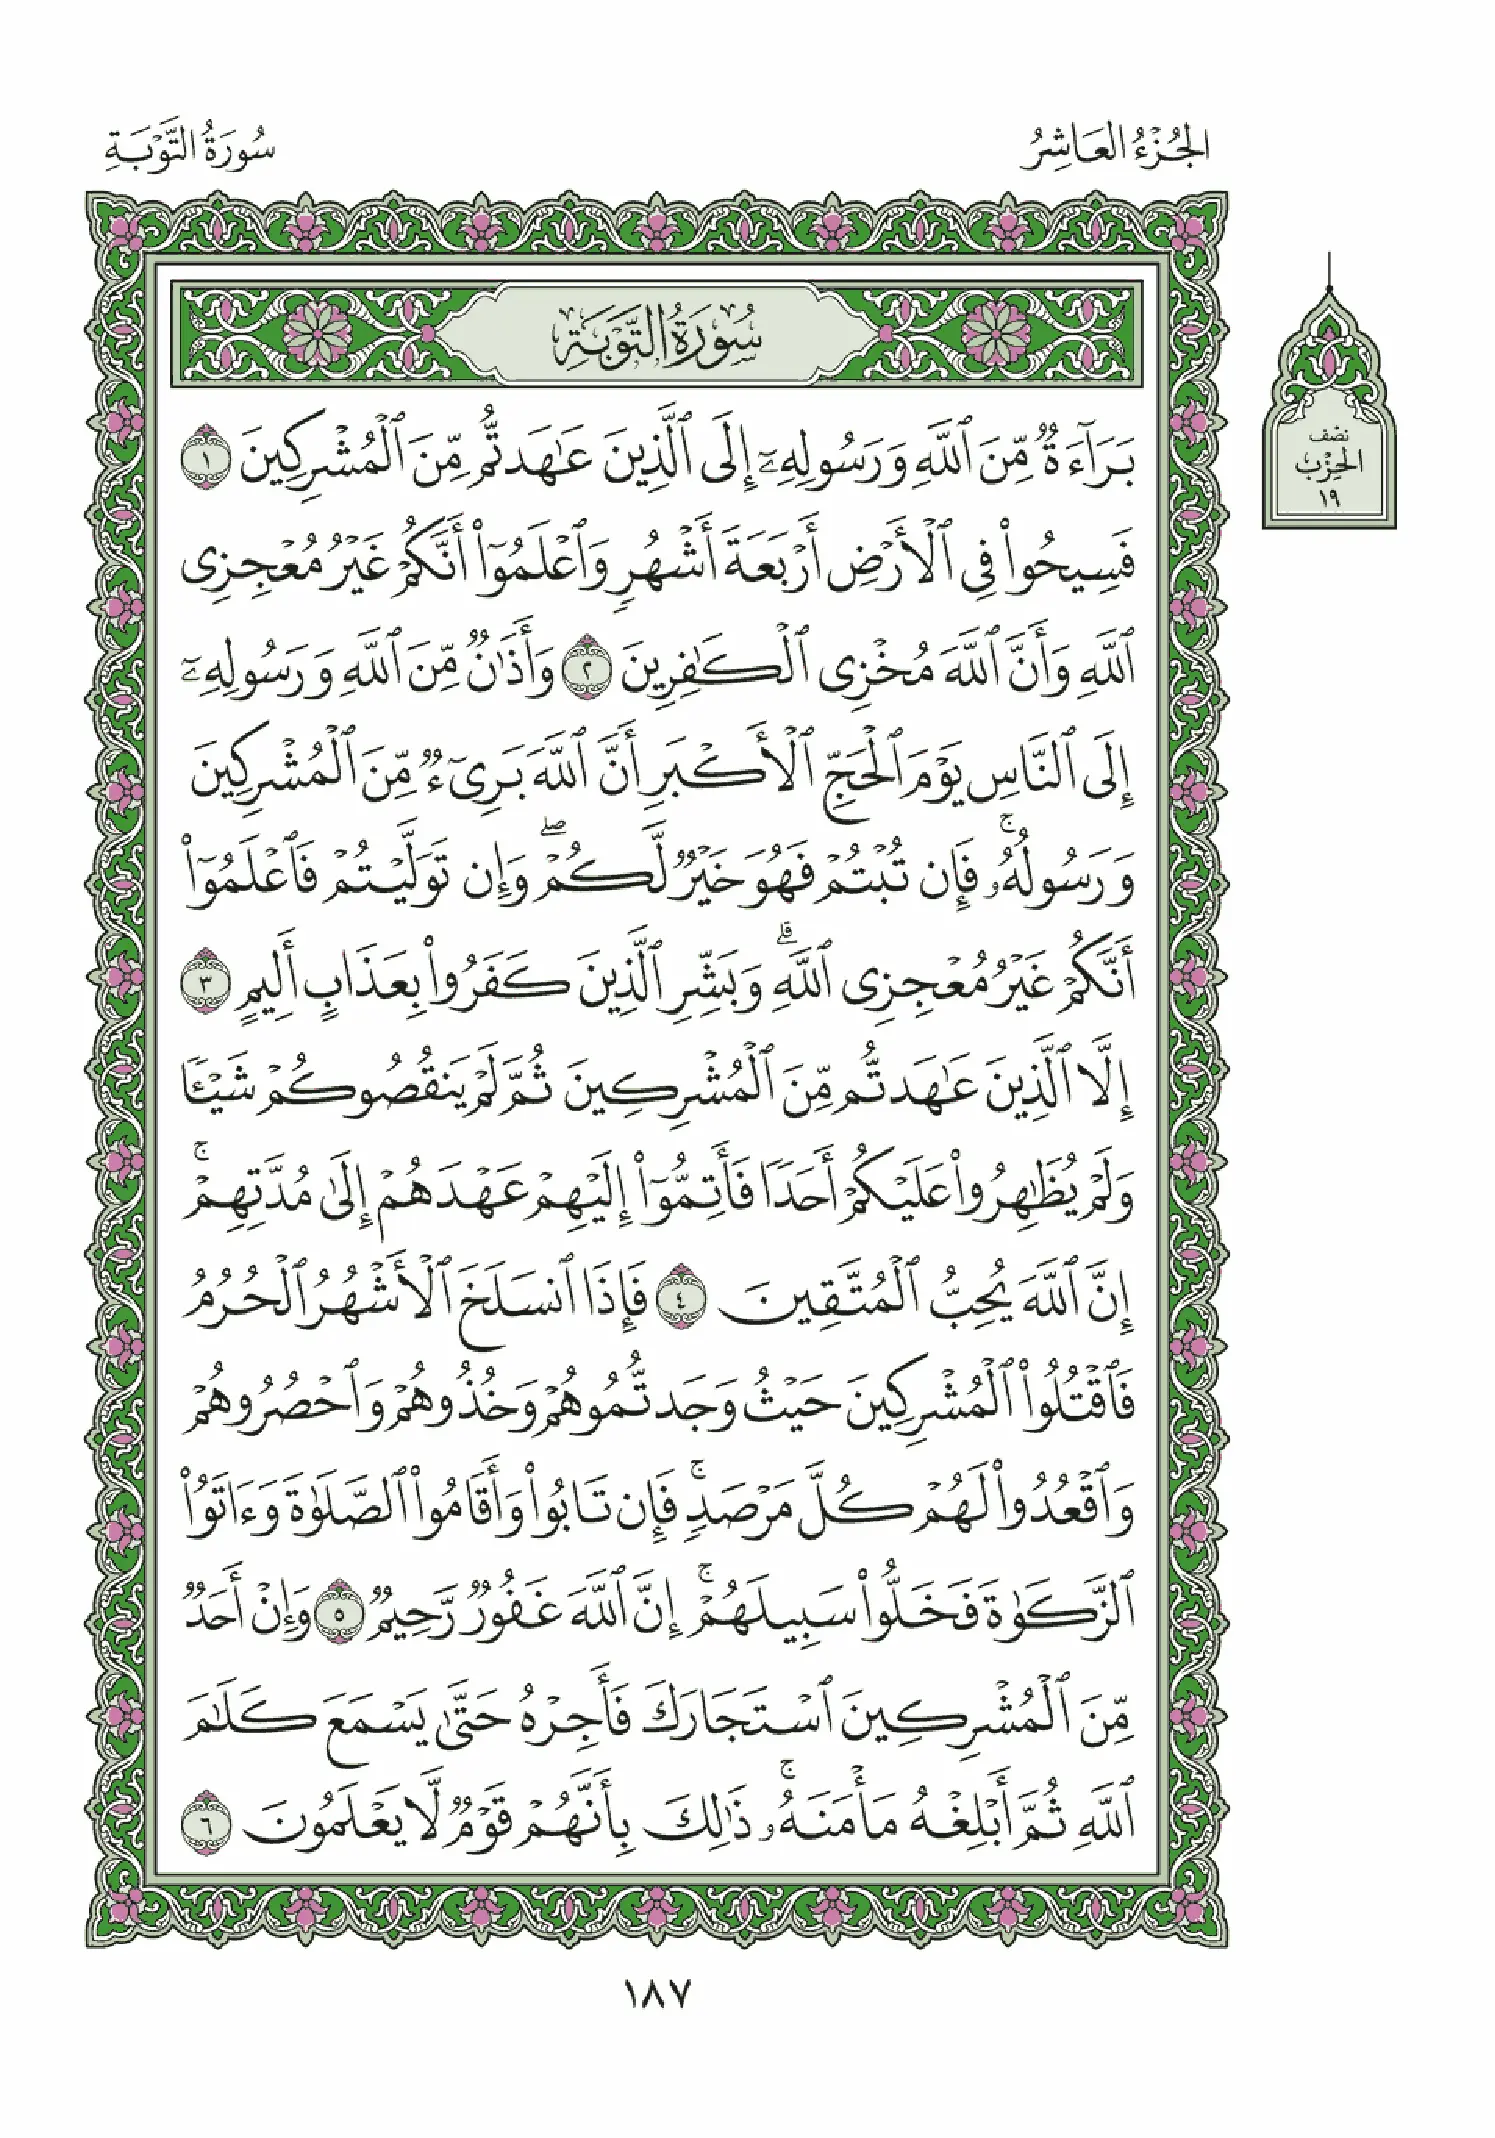 الجُزْءُ العَاشِرُ
سُورَةُ التَّوْبَةِ
سُورَةُ التَّوْبَةِ
بَرَآءَةٌ مِّنَ ٱللَّهِ وَرَسُولِهِۦٓ إِلَى ٱلَّذِينَ عَٰهَدتُّم مِّنَ ٱلْمُشْرِكِينَ ١
فَسِيحُوا۟ فِى ٱلْأَرْضِ أَرْبَعَةَ أَشْهُرٍ وَٱعْلَمُوٓا۟ أَنَّكُمْ غَيْرُ مُعْجِزِى
ٱللَّهِ وَأَنَّ ٱللَّهَ مُخْزِى ٱلْكَٰفِرِينَ ٢ وَأَذَٰنٌ مِّنَ ٱللَّهِ وَرَسُولِهِۦٓ
إِلَى ٱلنَّاسِ يَوْمَ ٱلْحَجِّ ٱلْأَكْبَرِ أَنَّ ٱللَّهَ بَرِىٓءٌ مِّنَ ٱلْمُشْرِكِينَ
وَرَسُولُهُۥ ۚ فَإِن تُبْتُمْ فَهُوَ خَيْرٌ لَّكُمْ ۖ وَإِن تَوَلَّيْتُمْ فَٱعْلَمُوٓا۟
أَنَّكُمْ غَيْرُ مُعْجِزِى ٱللَّهِ ۗ وَبَشِّرِ ٱلَّذِينَ كَفَرُوا۟ بِعَذَابٍ أَلِيمٍ ٣
إِلَّا ٱلَّذِينَ عَٰهَدتُّم مِّنَ ٱلْمُشْرِكِينَ ثُمَّ لَمْ يَنقُصُوكُمْ شَيْـًٔا
وَلَمْ يُظَٰهِرُوا۟ عَلَيْكُمْ أَحَدًا فَأَتِمُّوٓا۟ إِلَيْهِمْ عَهْدَهُمْ إِلَىٰ مُدَّتِهِمْ ۚ
إِنَّ ٱللَّهَ يُحِبُّ ٱلْمُتَّقِينَ ٤ فَإِذَا ٱنسَلَخَ ٱلْأَشْهُرُ ٱلْحُرُمُ
فَٱقْتُلُوا۟ ٱلْمُشْرِكِينَ حَيْثُ وَجَدتُّمُوهُمْ وَخُذُوهُمْ وَٱحْصُرُوهُمْ
وَٱقْعُدُوا۟ لَهُمْ كُلَّ مَرْصَدٍ ۚ فَإِن تَابُوا۟ وَأَقَامُوا۟ ٱلصَّلَوٰةَ وَءَاتَوُا۟
ٱلزَّكَوٰةَ فَخَلُّوا۟ سَبِيلَهُمْ ۚ إِنَّ ٱللَّهَ غَفُورٌ رَّحِيمٌ ٥ وَإِنْ أَحَدٌ
مِّنَ ٱلْمُشْرِكِينَ ٱسْتَجَارَكَ فَأَجِرْهُ حَتَّىٰ يَسْمَعَ كَلَٰمَ
ٱللَّهِ ثُمَّ أَبْلِغْهُ مَأْمَنَهُۥ ۚ ذَٰلِكَ بِأَنَّهُمْ قَوْمٌ لَّا يَعْلَمُونَ ٦
نِصْف
الحِزْب
١٩
١٨٧